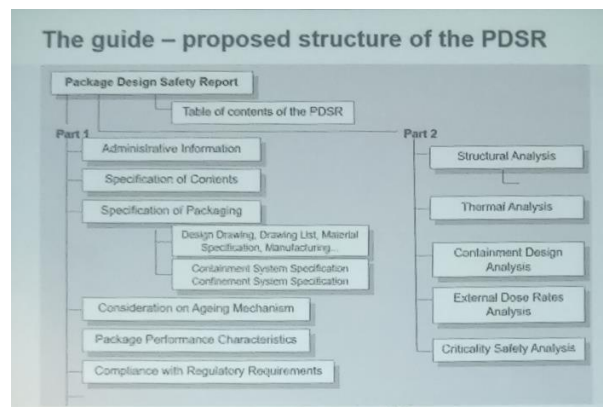 The guide – proposed structure of the PDSR
Package Design Safety Report
Table of contents of the PDSR
Part 1
Administrative Information
Specification of Contents
Specification of Packaging
Design Drawing, Drawing List, Material
Specification, Manufacturing...
Containment System Specification
Confinement System Specification
Consideration on Ageing Mechanism
Package Performance Characteristics
Compliance with Regulatory Requirements
Part 2
Structural Analysis
Thermal Analysis
Containment Design
Analysis
External Dose Rates
Analysis
Criticality Safety Analysis